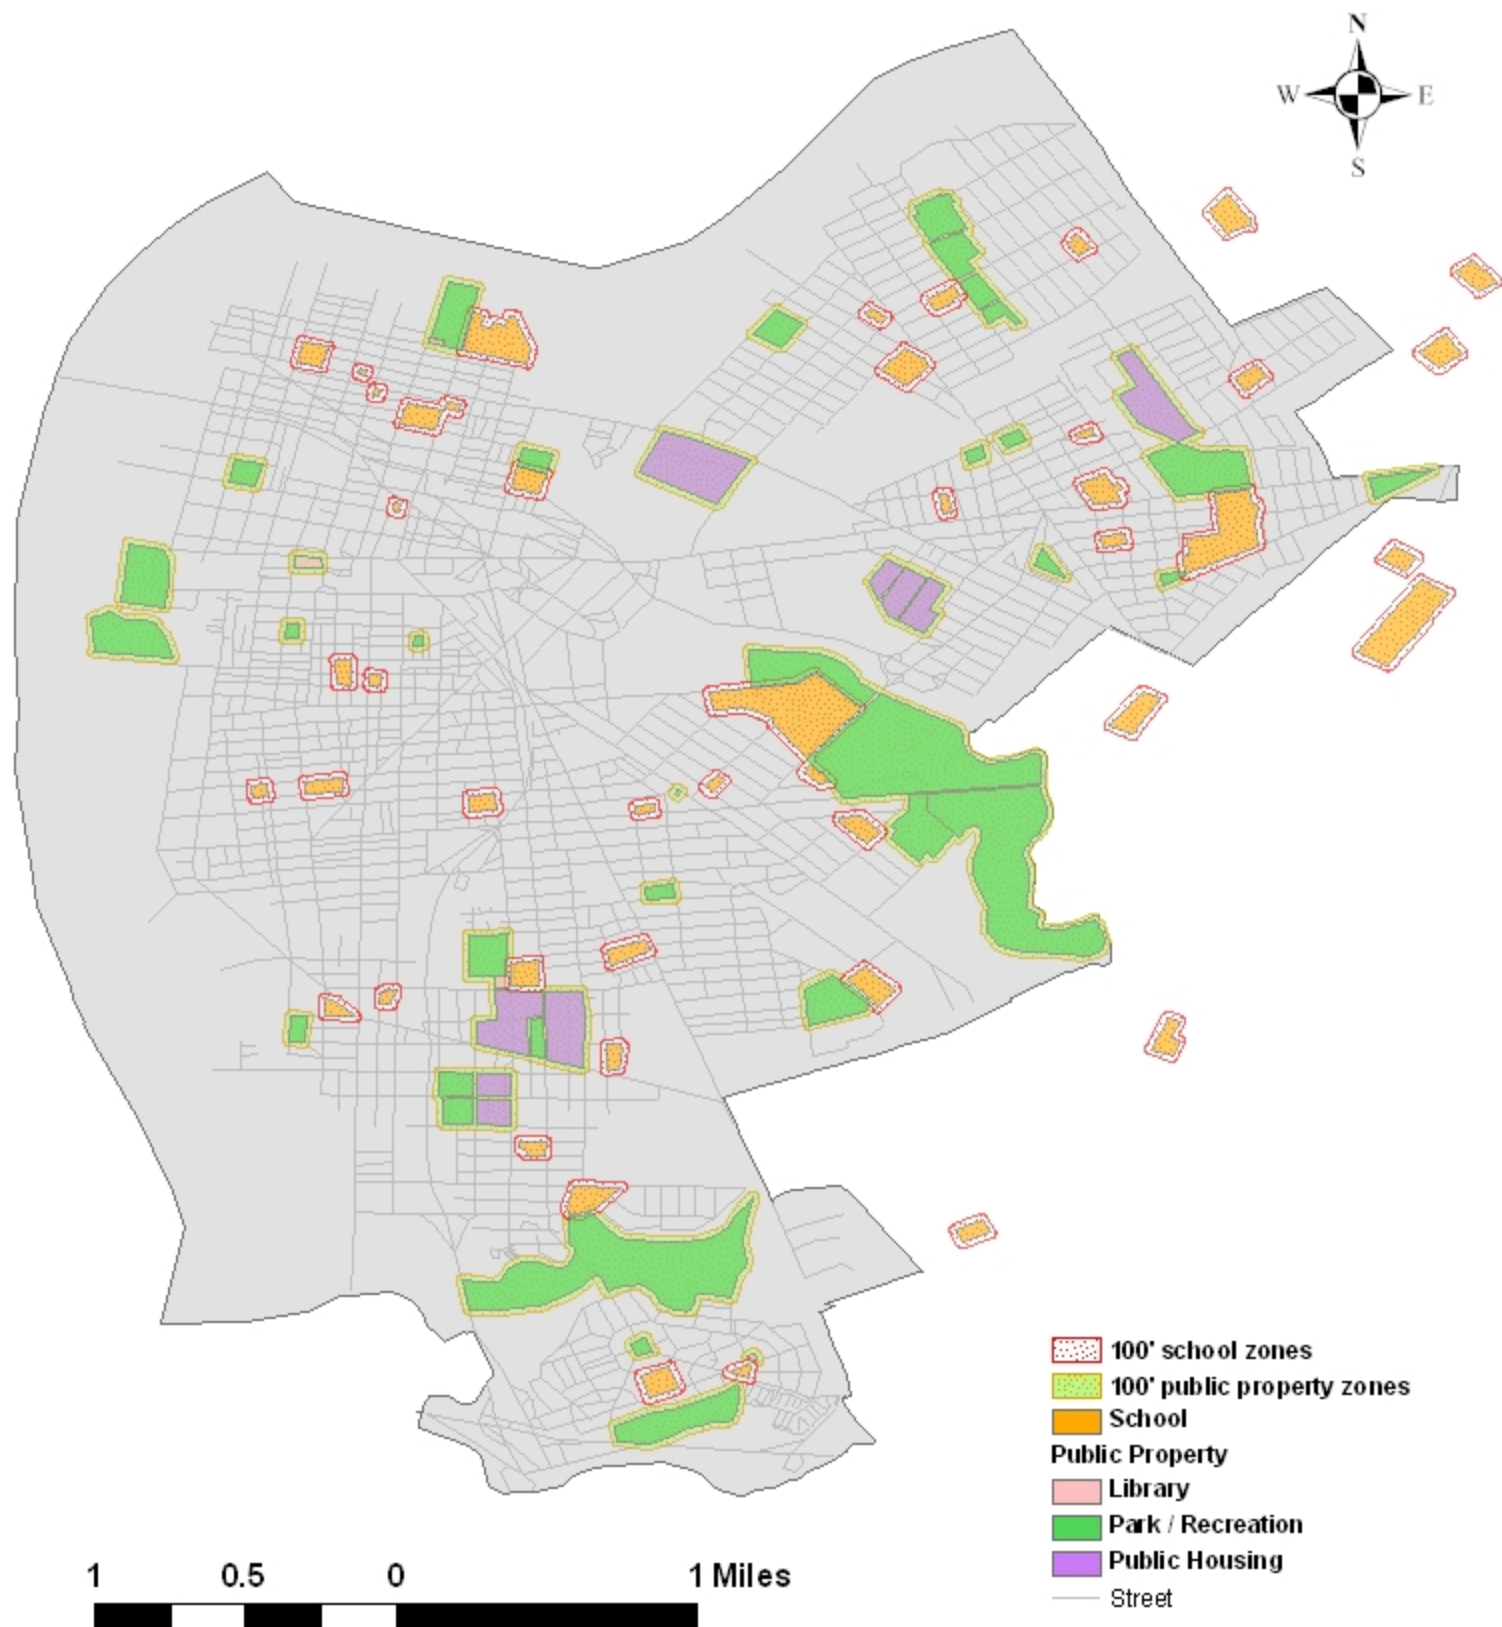 N
W E
S
100' school zones
100' public property zones
School
Public Property
Library
Park / Recreation
Public Housing
Street
1 0.5 0 1 Miles